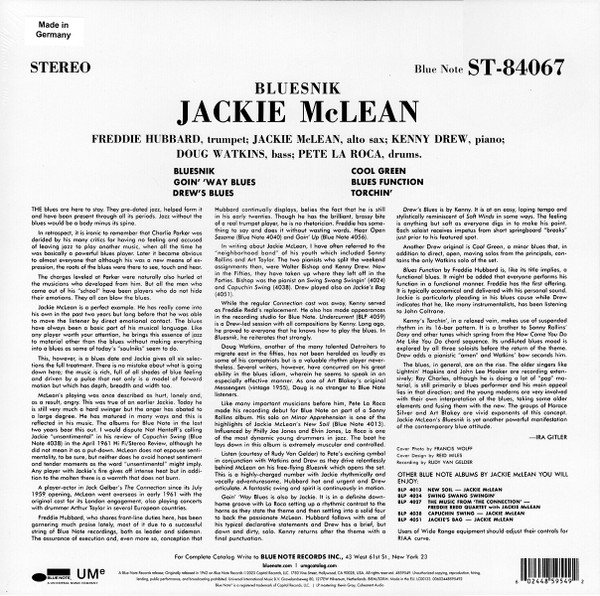 Made in
Germany
STEREO
Blue Note ST-84067
BLUESNIK
JACKIE McLEAN
FREDDIE HUBBARD, trumpet; JACKIE McLEAN, alto sax; KENNY DREW, piano;
DOUG WATKINS, bass; PETE LA ROCA, drums.
BLUESNIK
GOIN' 'WAY BLUES
DREW'S BLUES
COOL GREEN
BLUES FUNCTION
TORCHIN'
THE blues are here to stay. They pre-dated jazz, helped form it
and have been present through all its periods. Jazz without the
blues would be a body minus its spine.
In retrospect, it is ironic to remember that Charlie Parker was
decried by his many critics for having no feeling and accused
of leaving jazz to play another music, when all the time he
was basically a powerful blues player. Later it became obvious
to almost everyone that although his was a new means of ex-
pression, the roots of the blues were there to see, touch and hear.
The charges leveled at Parker were naturally also hurled at
the musicians who developed from him. But all the men who
came out of his "school" have been players who do not hide
their emotions. They all can blow the blues.
Jackie McLean is a perfect example. He has really come into
his own in the past two years but long before that he was able
to move the listener by direct emotional contact. The blues
have always been a basic part of his musical language. Like
any player worth your attention, he brings this essence of jazz
to material other than the blues without making everything
into a blues as some of today's "soulniks" seem to.
This, however, is a blues date and Jackie gives all six selec-
tions the full treatment. There is no mistake about what is going
down here; the music is rich, full of all shades of blue feeling
and driven by a pulse that not only is a model of forward
motion but which has depth, breadth and width too.
McLean's playing was once described as hurt, lonely and,
as a result, angry. This was true of an earlier Jackie. Today he
is still very much a hard swinger but the anger has abated to
a large degree. He has matured in many ways and this is
reflected in his music. The albums for Blue Note in the last
two years bear this out. I would dispute Nat Hentoff's calling
Jackie "unsentimental" in his review of Capuchin Swing (Blue
Note 4038) in the April 1961 Hi Fi/Stereo Review, although he
did not mean it as a put-down. McLean does not espouse senti-
mentality, to be sure, but neither does he avoid honest sentiment
and tender moments as the word "unsentimental" might imply.
Any player with Jackie's fire gives off intense heat but in addi-
tion to the molten there is a warmth that does not burn.
A player-actor in Jack Gelber's The Connection since its July
1959 opening, McLean went overseas in early 1961 with the
original cast for its London engagement, also playing concerts
with drummer Arthur Taylor in several European countries.
Freddie Hubbard, who shares front-line duties here, has been
garnering much praise lately, most of it due to a successful
string of Blue Note recordings, both as leader and sideman.
The assurance of execution and, even more so, conception that
Hubbard continually displays, belies the fact that he is still
in his early twenties. Though he has the brilliant, brassy bite
of a real trumpet player, he is no rhetorician. Freddie has some-
thing to say and does it without wasting words. Hear Open
Sesame (Blue Note 4040) and Goin' Up (Blue Note 4056).
In writing about Jackie McLean, I have often referred to the
"neighborhood band" of his youth which included Sonny
Rollins and Art Taylor. The two pianists who split the weekend
assignments then, were Walter Bishop and Kenny Drew. Now
in the Fifties, they have taken up where they left off in the
Forties. Bishop was the pianist on Swing Swang Swingin' (4024)
and Capuchin Swing (4038). Drew played also on Jackie's Bag
(4051).
While the regular Connection cast was away, Kenny served
as Freddie Redd's replacement. He also has made appearances
in the recording studio for Blue Note. Undercurrent (BLP 4059)
is a Drew-led session with all compositions by Kenny. Long ago,
he proved to everyone that he knows how to play the blues. In
Bluesnik, he reiterates that strongly.
Doug Watkins, another of the many talented Detroiters to
migrate east in the fifties, has not been heralded as loudly as
some of his compatriots but is a valuable rhythm player never-
theless. Several writers, however, have concurred on his great
ability in the blues idiom, wherein he seems to speak in an
especially effective manner. As one of Art Blakey's original
Messengers (vintage 1955), Doug is no stranger to Blue Note
listeners.
Like many important musicians before him, Pete La Roca
made his recording debut for Blue Note on part of a Sonny
Rollins album. His solo on Minor Apprehension is one of the
highlights of Jackie McLean's New Soil (Blue Note 4013).
Influenced by Philly Joe Jones and Elvin Jones, La Roca is one
of the most dynamic young drummers in jazz. The beat he
lays down in this album is extremely muscular and controlled.
Listen (courtesy of Rudy Van Gelder) to Pete's exciting cymbal
in conjunction with Watkins and Drew as they drive relentlessly
behind McLean on his free-flying Bluesnik which opens the set.
This is a highly-charged number with Jackie rhythmically and
vocally adventuresome. Hubbard hot and urgent and Drew
articulate. A fantastic swing and spirit is continuously in motion.
Goin' Way Blues is also by Jackie. It is in a definite down-
home groove with La Roca setting up a rhythmic contrast to the
horns as they state the theme and then settling into a solid four
to back the passionate McLean. Hubbard follows with one of
his typical declarative statements and Drew has a brief, but
down and dirty, solo. Kenny returns after the theme with a
final punctuation.
Drew's Blues is by Kenny. It is at an easy, loping tempo and
stylistically reminiscent of Soft Winds in some ways. The feeling
is anything but soft as everyone digs in to make his point.
Each soloist receives impetus from short springboard "breaks"
just prior to his featured spot.
Another Drew original is Cool Green, a minor blues that, in
addition to direct, open, moving solos from the principals, con-
tains the only Watkins solo of the set.
Blues Function by Freddie Hubbard is, like its title implies, a
functional blues. It might be added that everyone performs his
function in a functional manner. Freddie has the first offering.
It is typically economical and delivered with his personal sound.
Jackie is particularly pleading in his blues cause while Drew
indicates that he, like many instrumentalists, has been listening
to John Coltrane.
Kenny's Torchin', in a relaxed vein, makes use of suspended
rhythm in its 16-bar pattern. It is a brother to Sonny Rollins'
Doxy and other tunes which spring from the How Come You Do
Me Like You Do chord sequence. Its undiluted blues mood is
explored by all three soloists before the return of the theme.
Drew adds a pianistic "amen" and Watkins' bow seconds him.
The blues, in general, are on the rise. The older singers like
Lightnin' Hopkins and John Lee Hooker are recording exten-
sively; Ray Charles, although he is doing a lot of "pop" ma-
terial, is still primarily a blues performer and his main appeal
lies in that direction; and the young moderns are very involved
with their own interpretation of the blues, taking some older
elements and fusing them with the new. The groups of Horace
Silver and Art Blakey are vivid exponents of this concept.
Jackie McLean's Bluesnik is yet another powerful manifestation
of the contemporary blue attitude.
—IRA GITLER
Cover Photo by FRANCIS WOLFF
Cover Design by REID MILES
Recording by RUDY VAN GELDER
OTHER BLUE NOTE ALBUMS BY JACKIE McLEAN YOU WILL
ENJOY:
BLP 4013 NEW SOIL — JACKIE McLEAN
BLP 4024 SWING SWANG SWINGIN'
BLP 4027 THE MUSIC FROM "THE CONNECTION" —
FREDDIE REDD QUARTET with JACKIE McLEAN
BLP 4038 CAPUCHIN SWING — JACKIE McLEAN
BLP 4051 JACKIE'S BAG — JACKIE McLEAN
Users of Wide Range equipment should adjust their controls for
RIAA curve.
For Complete Catalog Write to BLUE NOTE RECORDS INC., 43 West 61st St., New York 23
bluenote.com | umgcatalog.com
BLUE NOTE
UMe
6 02448 59549 2